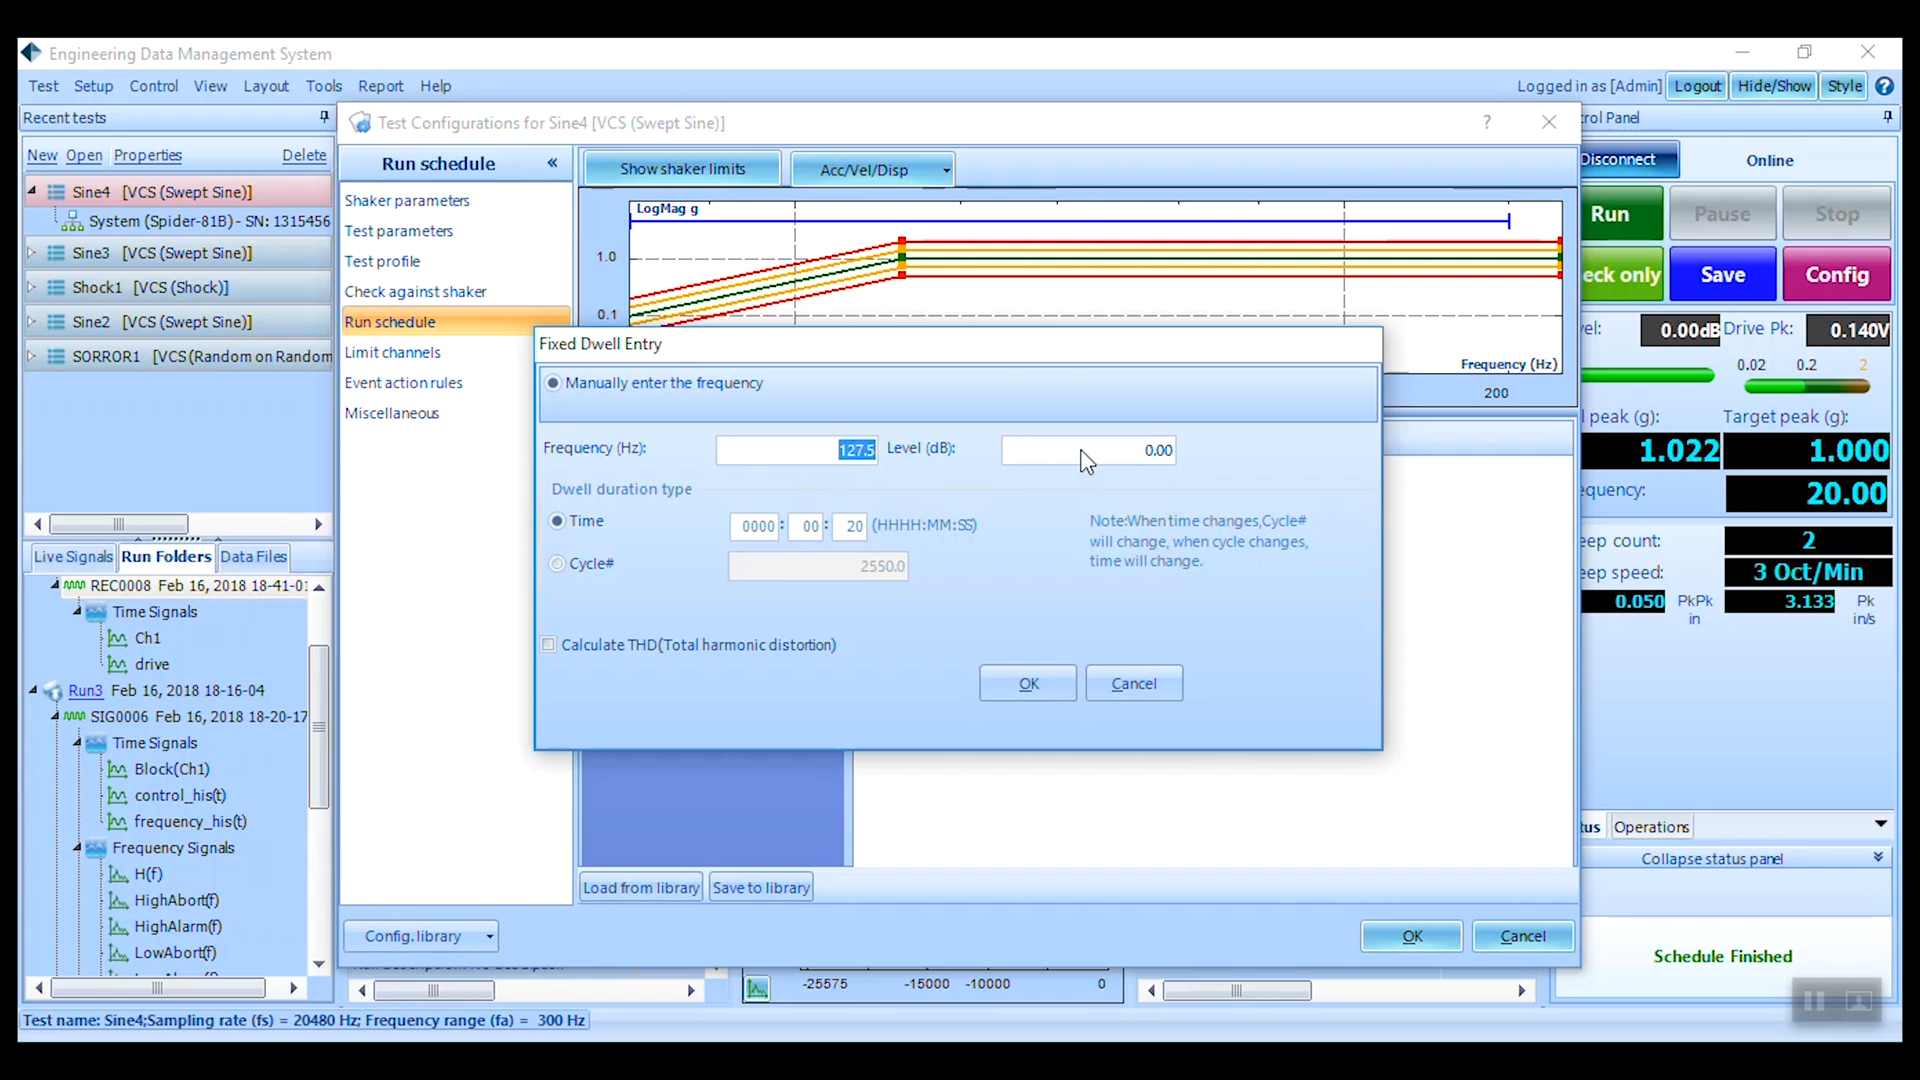 Engineering Data Management System
Test Setup Control View Layout Tools Report Help
Logged in as [Admin] Logout Hide/Show Style ?
Recent tests
New Open Properties Delete
Sine4 [VCS (Swept Sine)]
System (Spider-81B) - SN: 1315456
Sine3 [VCS (Swept Sine)]
Shock1 [VCS (Shock)]
Sine2 [VCS (Swept Sine)]
SORROR1 [VCS(Random on Random
Live Signals Run Folders Data Files
REC0008 Feb 16, 2018 18-41-01
Time Signals
Ch1
drive
Run3 Feb 16, 2018 18-16-04
SIG0006 Feb 16, 2018 18-20-17
Time Signals
Block(Ch1)
control_his(t)
frequency_his(t)
Frequency Signals
H(f)
HighAbort(f)
HighAlarm(f)
LowAbort(f)
Test Configurations for Sine4 [VCS (Swept Sine)]
?
Run schedule «
Shaker parameters
Test parameters
Test profile
Check against shaker
Run schedule
Limit channels
Event action rules
Miscellaneous
Show shaker limits Acc/Vel/Disp
LogMag g
1.0
0.1
Frequency (Hz)
200
Fixed Dwell Entry
Manually enter the frequency
Frequency (Hz): 127.5 Level (dB): 0.00
Dwell duration type
Time 0000 : 00 : 20 (HHHH:MM:SS)
Cycle# 2550.0
Note:When time changes,Cycle#
will change, when cycle changes,
time will change.
Calculate THD(Total harmonic distortion)
OK Cancel
Load from library Save to library
Config. library OK Cancel
-25575 -15000 -10000 0
rol Panel
Disconnect Online
Run Pause Stop
eck only Save Config
vel: 0.00dB Drive Pk: 0.140V
0.02 0.2 2
l peak (g): Target peak (g):
1.022 1.000
equency: 20.00
eep count: 2
eep speed: 3 Oct/Min
0.050 PkPk in 3.133 Pk in/s
tus Operations
Collapse status panel
Schedule Finished
Test name: Sine4;Sampling rate (fs) = 20480 Hz; Frequency range (fa) = 300 Hz